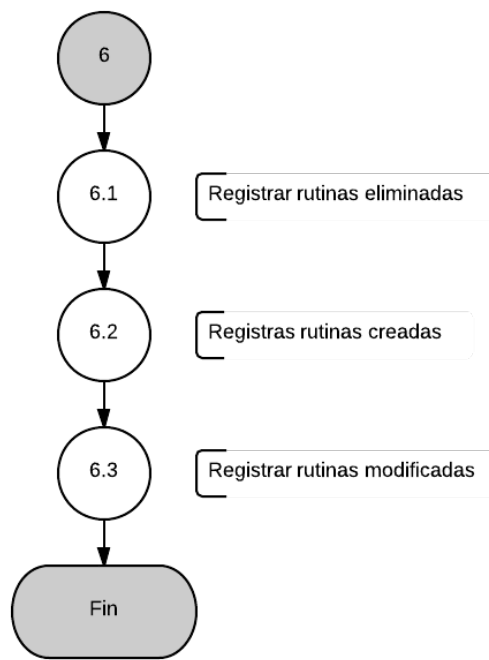 6
6.1
Registrar rutinas eliminadas
6.2
Registras rutinas creadas
6.3
Registrar rutinas modificadas
Fin